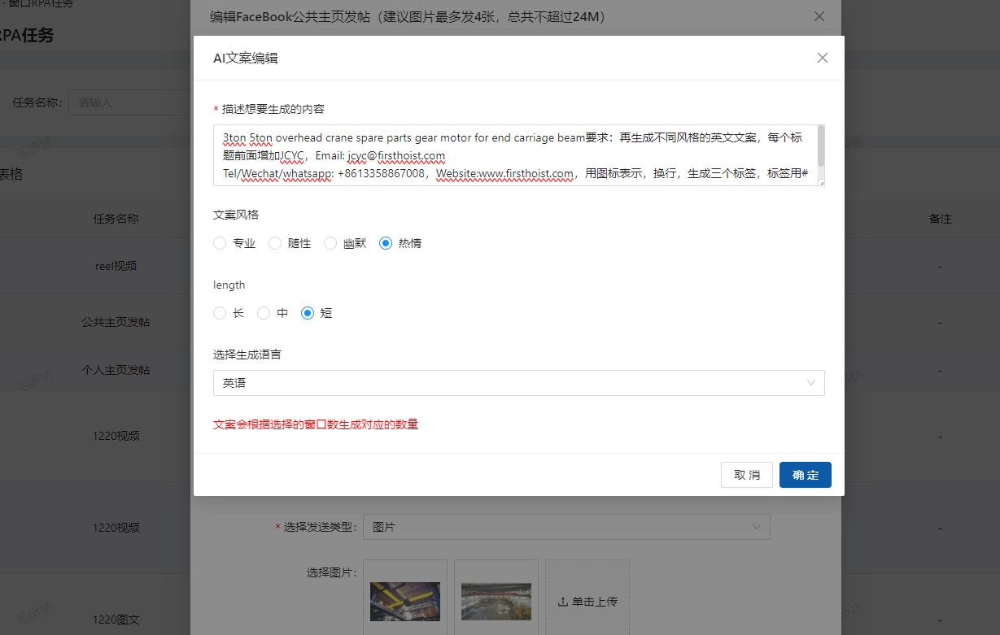 · 窗口RPA任务
编辑FaceBook公共主页发帖（建议图片最多发4张，总共不超过24M）
RPA任务
AI文案编辑
任务名称：
请输入
* 描述想要生成的内容
3ton 5ton overhead crane spare parts gear motor for end carriage beam要求：再生成不同风格的英文文案，每个标
题前面增加JCYC，Email: jcyc@firsthoist.com
Tel/Wechat/whatsapp: +8613358867008，Website:www.firsthoist.com，用图标表示，换行，生成三个标签，标签用#
表格
文案风格
任务名称
备注
专业
随性
幽默
热情
reel视频
-
length
长
中
短
公共主页发帖
-
选择生成语言
个人主页发帖
-
英语
文案会根据选择的窗口数生成对应的数量
1220视频
-
取 消
确 定
* 选择发送类型：
图片
1220视频
-
选择图片：
单击上传
1220图文
-
毛娇娇
毛娇娇
毛娇娇